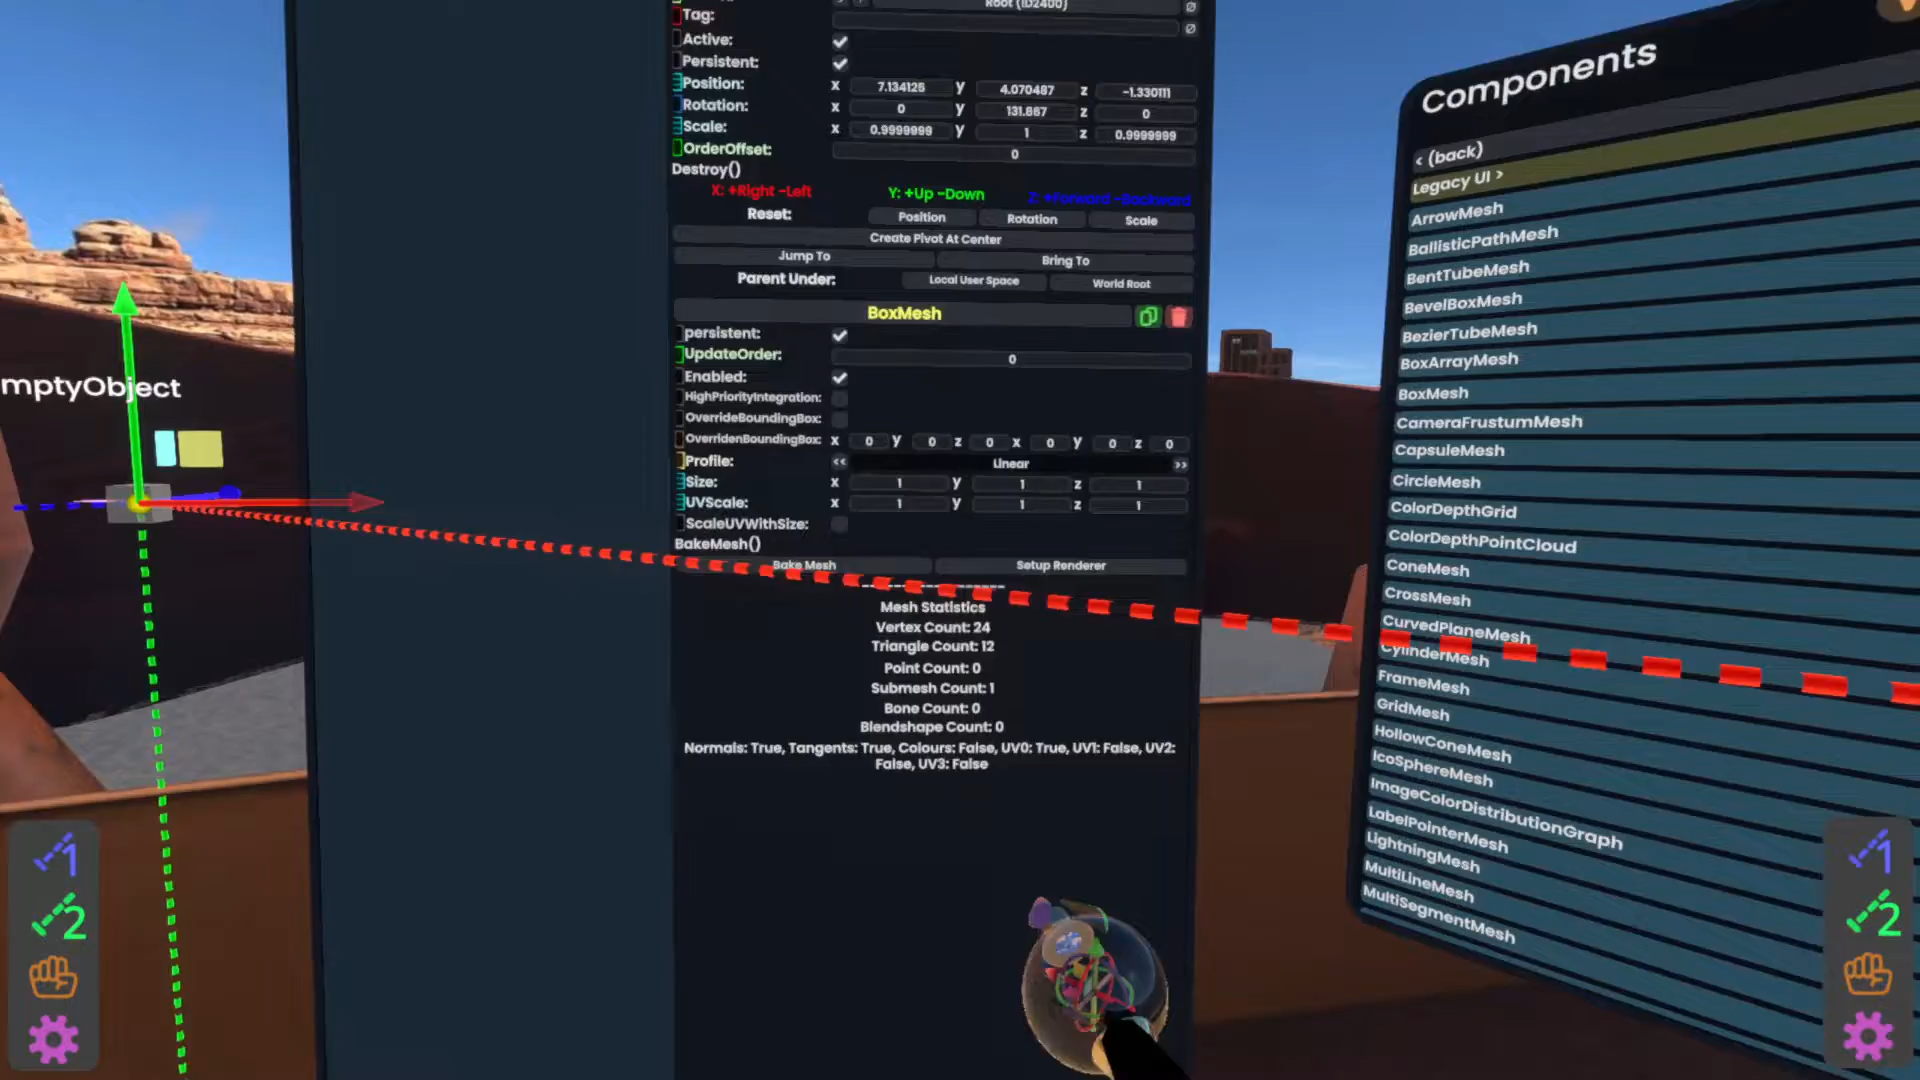 Root (ID2400)
Tag:
Active:
Persistent:
Position: x 7.134125 y 4.070487 z -1.330111
Rotation: x 0 y 131.867 z 0
Scale: x 0.9999999 y 1 z 0.9999999
OrderOffset: 0
Destroy()
X: +Right -Left Y: +Up -Down Z: +Forward -Backward
Reset: Position Rotation Scale
Create Pivot At Center
Jump To Bring To
Parent Under: Local User Space World Root
BoxMesh
persistent:
UpdateOrder: 0
Enabled:
HighPriorityIntegration:
OverrideBoundingBox:
OverridenBoundingBox: x 0 y 0 z 0 x 0 y 0 z 0
Profile: << Linear >>
Size: x 1 y 1 z 1
UVScale: x 1 y 1 z 1
ScaleUVWithSize:
BakeMesh()
Bake Mesh Setup Renderer
Mesh Statistics
Vertex Count: 24
Triangle Count: 12
Point Count: 0
Submesh Count: 1
Bone Count: 0
Blendshape Count: 0
Normals: True, Tangents: True, Colours: False, UV0: True, UV1: False, UV2:
False, UV3: False
mptyObject
Components
< (back)
Legacy UI >
ArrowMesh
BallisticPathMesh
BentTubeMesh
BevelBoxMesh
BezierTubeMesh
BoxArrayMesh
BoxMesh
CameraFrustumMesh
CapsuleMesh
CircleMesh
ColorDepthGrid
ColorDepthPointCloud
ConeMesh
CrossMesh
CurvedPlaneMesh
CylinderMesh
FrameMesh
GridMesh
HollowConeMesh
IcoSphereMesh
ImageColorDistributionGraph
LabelPointerMesh
LightningMesh
MultiLineMesh
MultiSegmentMesh
1
2
1
2